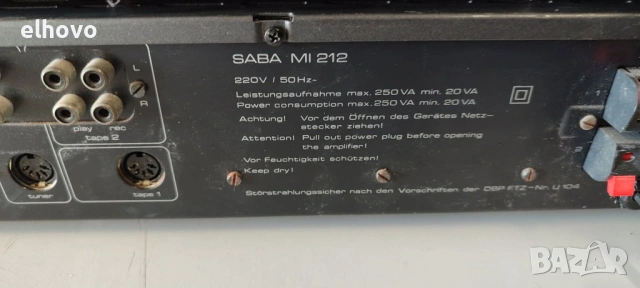 elhovo
SABA MI 212
220V / 50Hz~
Leistungsaufnahme max. 250 VA min. 20 VA
Power consumption max. 250 VA min. 20 VA
Achtung! Vor dem Öffnen des Gerätes Netz-
stecker ziehen!
Attention! Pull out power plug before opening
the amplifier!
Vor Feuchtigkeit schützen!
Keep dry!
Störstrahlungssicher nach den Vorschriften der DBP FTZ-Nr. U 104
L
R
play rec
tape 2
tuner
tape 1
BAZAR